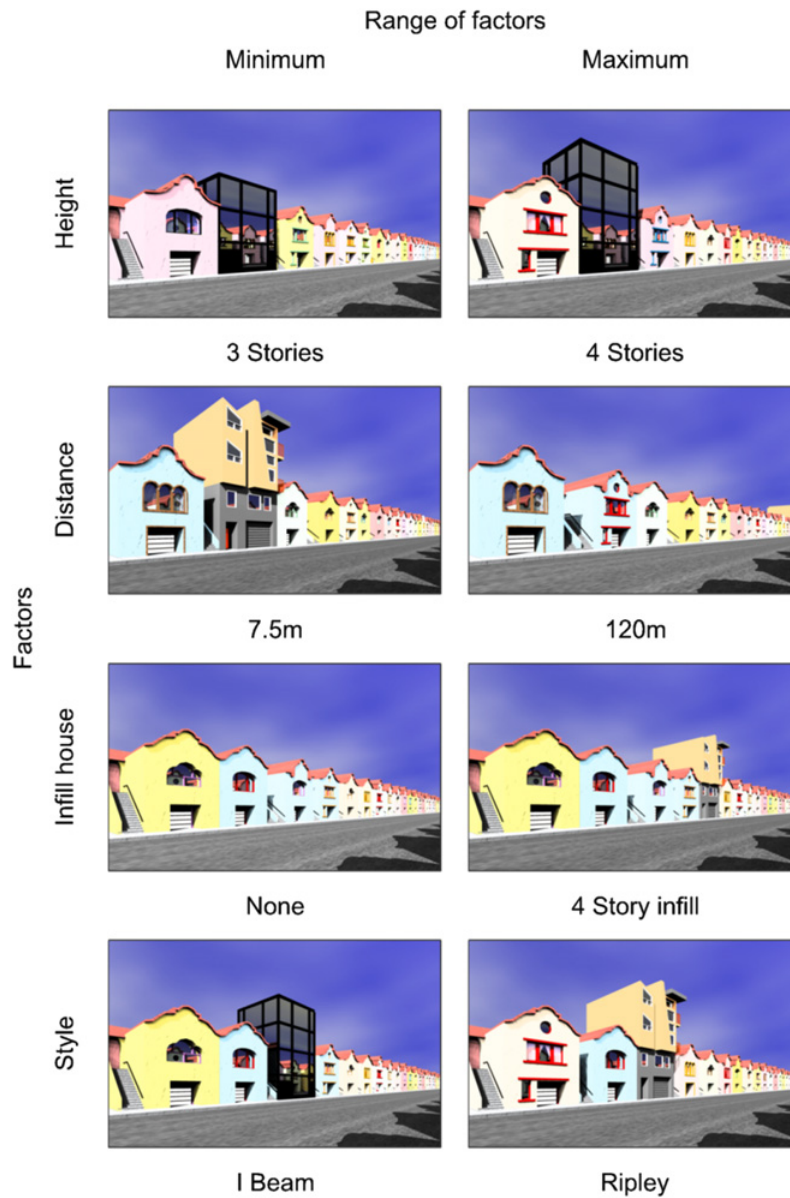 Range of factors
Minimum Maximum
Height
3 Stories 4 Stories
Distance
7.5m 120m
Factors
Infill house
None 4 Story infill
Style
I Beam Ripley